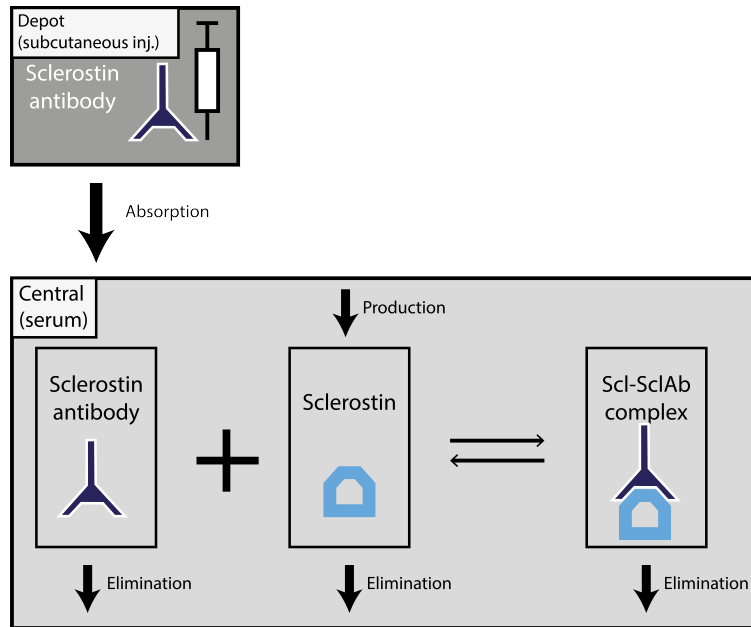 Depot
(subcutaneous inj.)
Sclerostin
antibody
Absorption
Central
(serum)
Production
Sclerostin
antibody
Sclerostin
Scl-SclAb
complex
Elimination
Elimination
Elimination